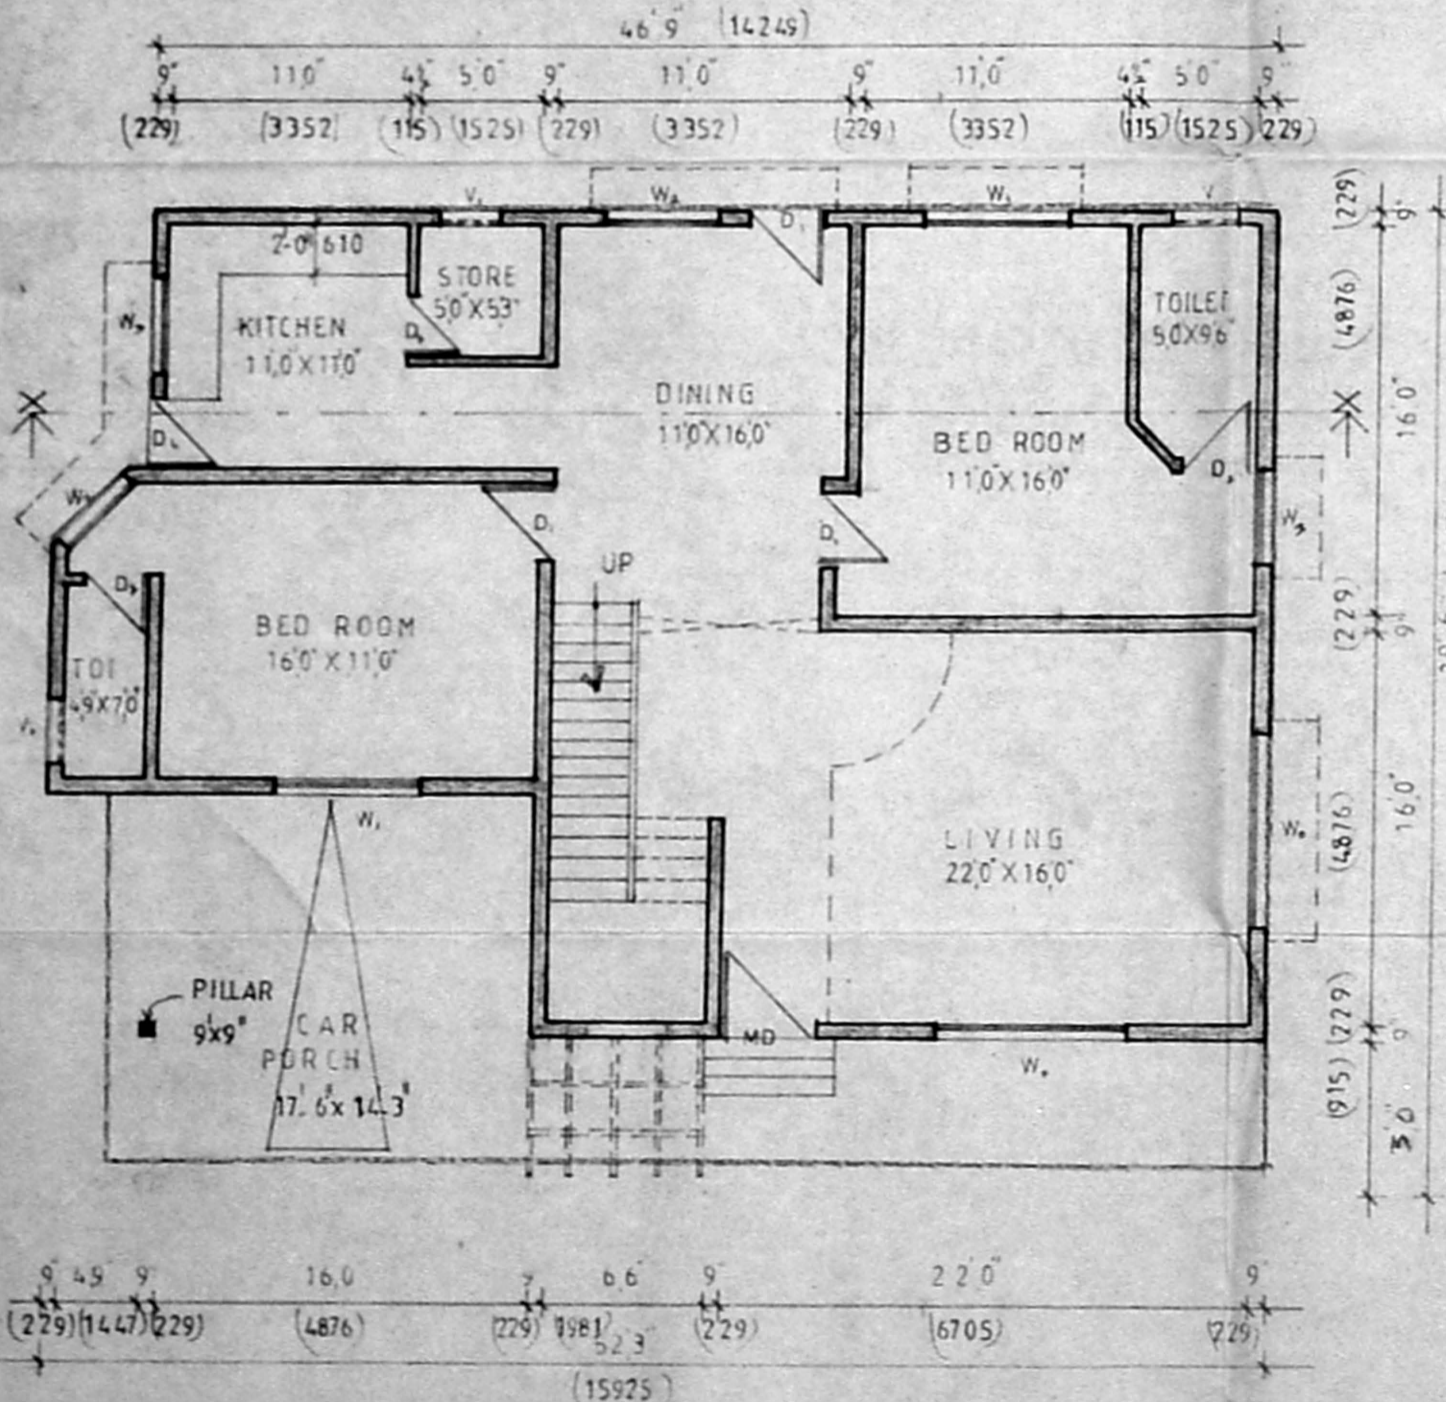 46'9" (14249)
9" 11'0" 4½" 5'0" 9" 11'0" 9" 11'0" 4½" 5'0" 9"
(229) (3352) (115) (1525) (229) (3352) (229) (3352) (115) (1525) (229)
2'-0" 610
STORE
5'0"X5'3"
KITCHEN
11'0"X11'0"
DINING
11'0"X16'0"
BED ROOM
11'0"X16'0"
TOILET
5'0X9'6"
UP
BED ROOM
16'0"X11'0"
TOI
4'9"X7'0"
LIVING
22'0"X16'0"
PILLAR
9"x9"
CAR
PORCH
17'.6"x14'.3"
MD
(229) 9"
(4876) 16'0"
(229) 9"
(4876) 16'0"
(229) 9"
(915) 3'0"
9" 4'9" 9" 16'0 9" 6'6" 9" 22'0" 9"
(229) (1447) (229) (4876) (229) (1981) (229) (6705) (229)
52'3"
(15925)